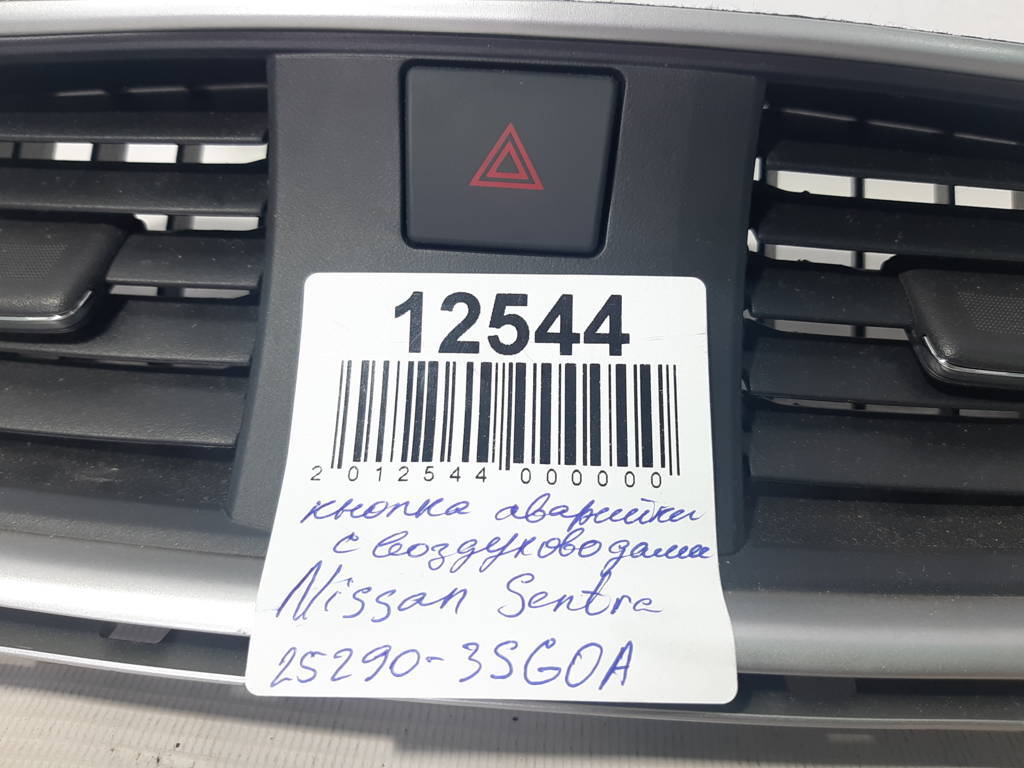 12544
2 012544 000000
кнопка аварийки
с воздуховодами
Nissan Sentra
25290-3SG0A